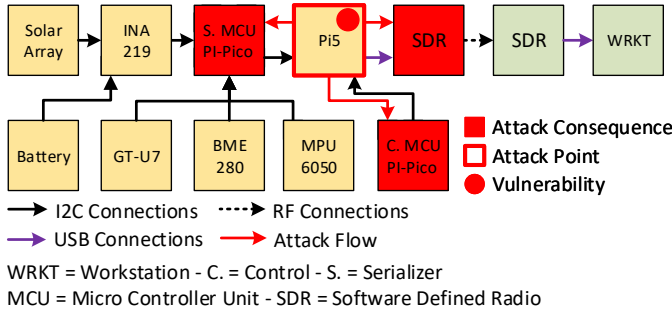 Solar
Array
INA
219
S. MCU
PI-Pico
Pi5
SDR
SDR
WRKT
Battery
GT-U7
BME
280
MPU
6050
C. MCU
PI-Pico
Attack Consequence
Attack Point
Vulnerability
I2C Connections
RF Connections
USB Connections
Attack Flow
WRKT = Workstation - C. = Control - S. = Serializer
MCU = Micro Controller Unit - SDR = Software Defined Radio